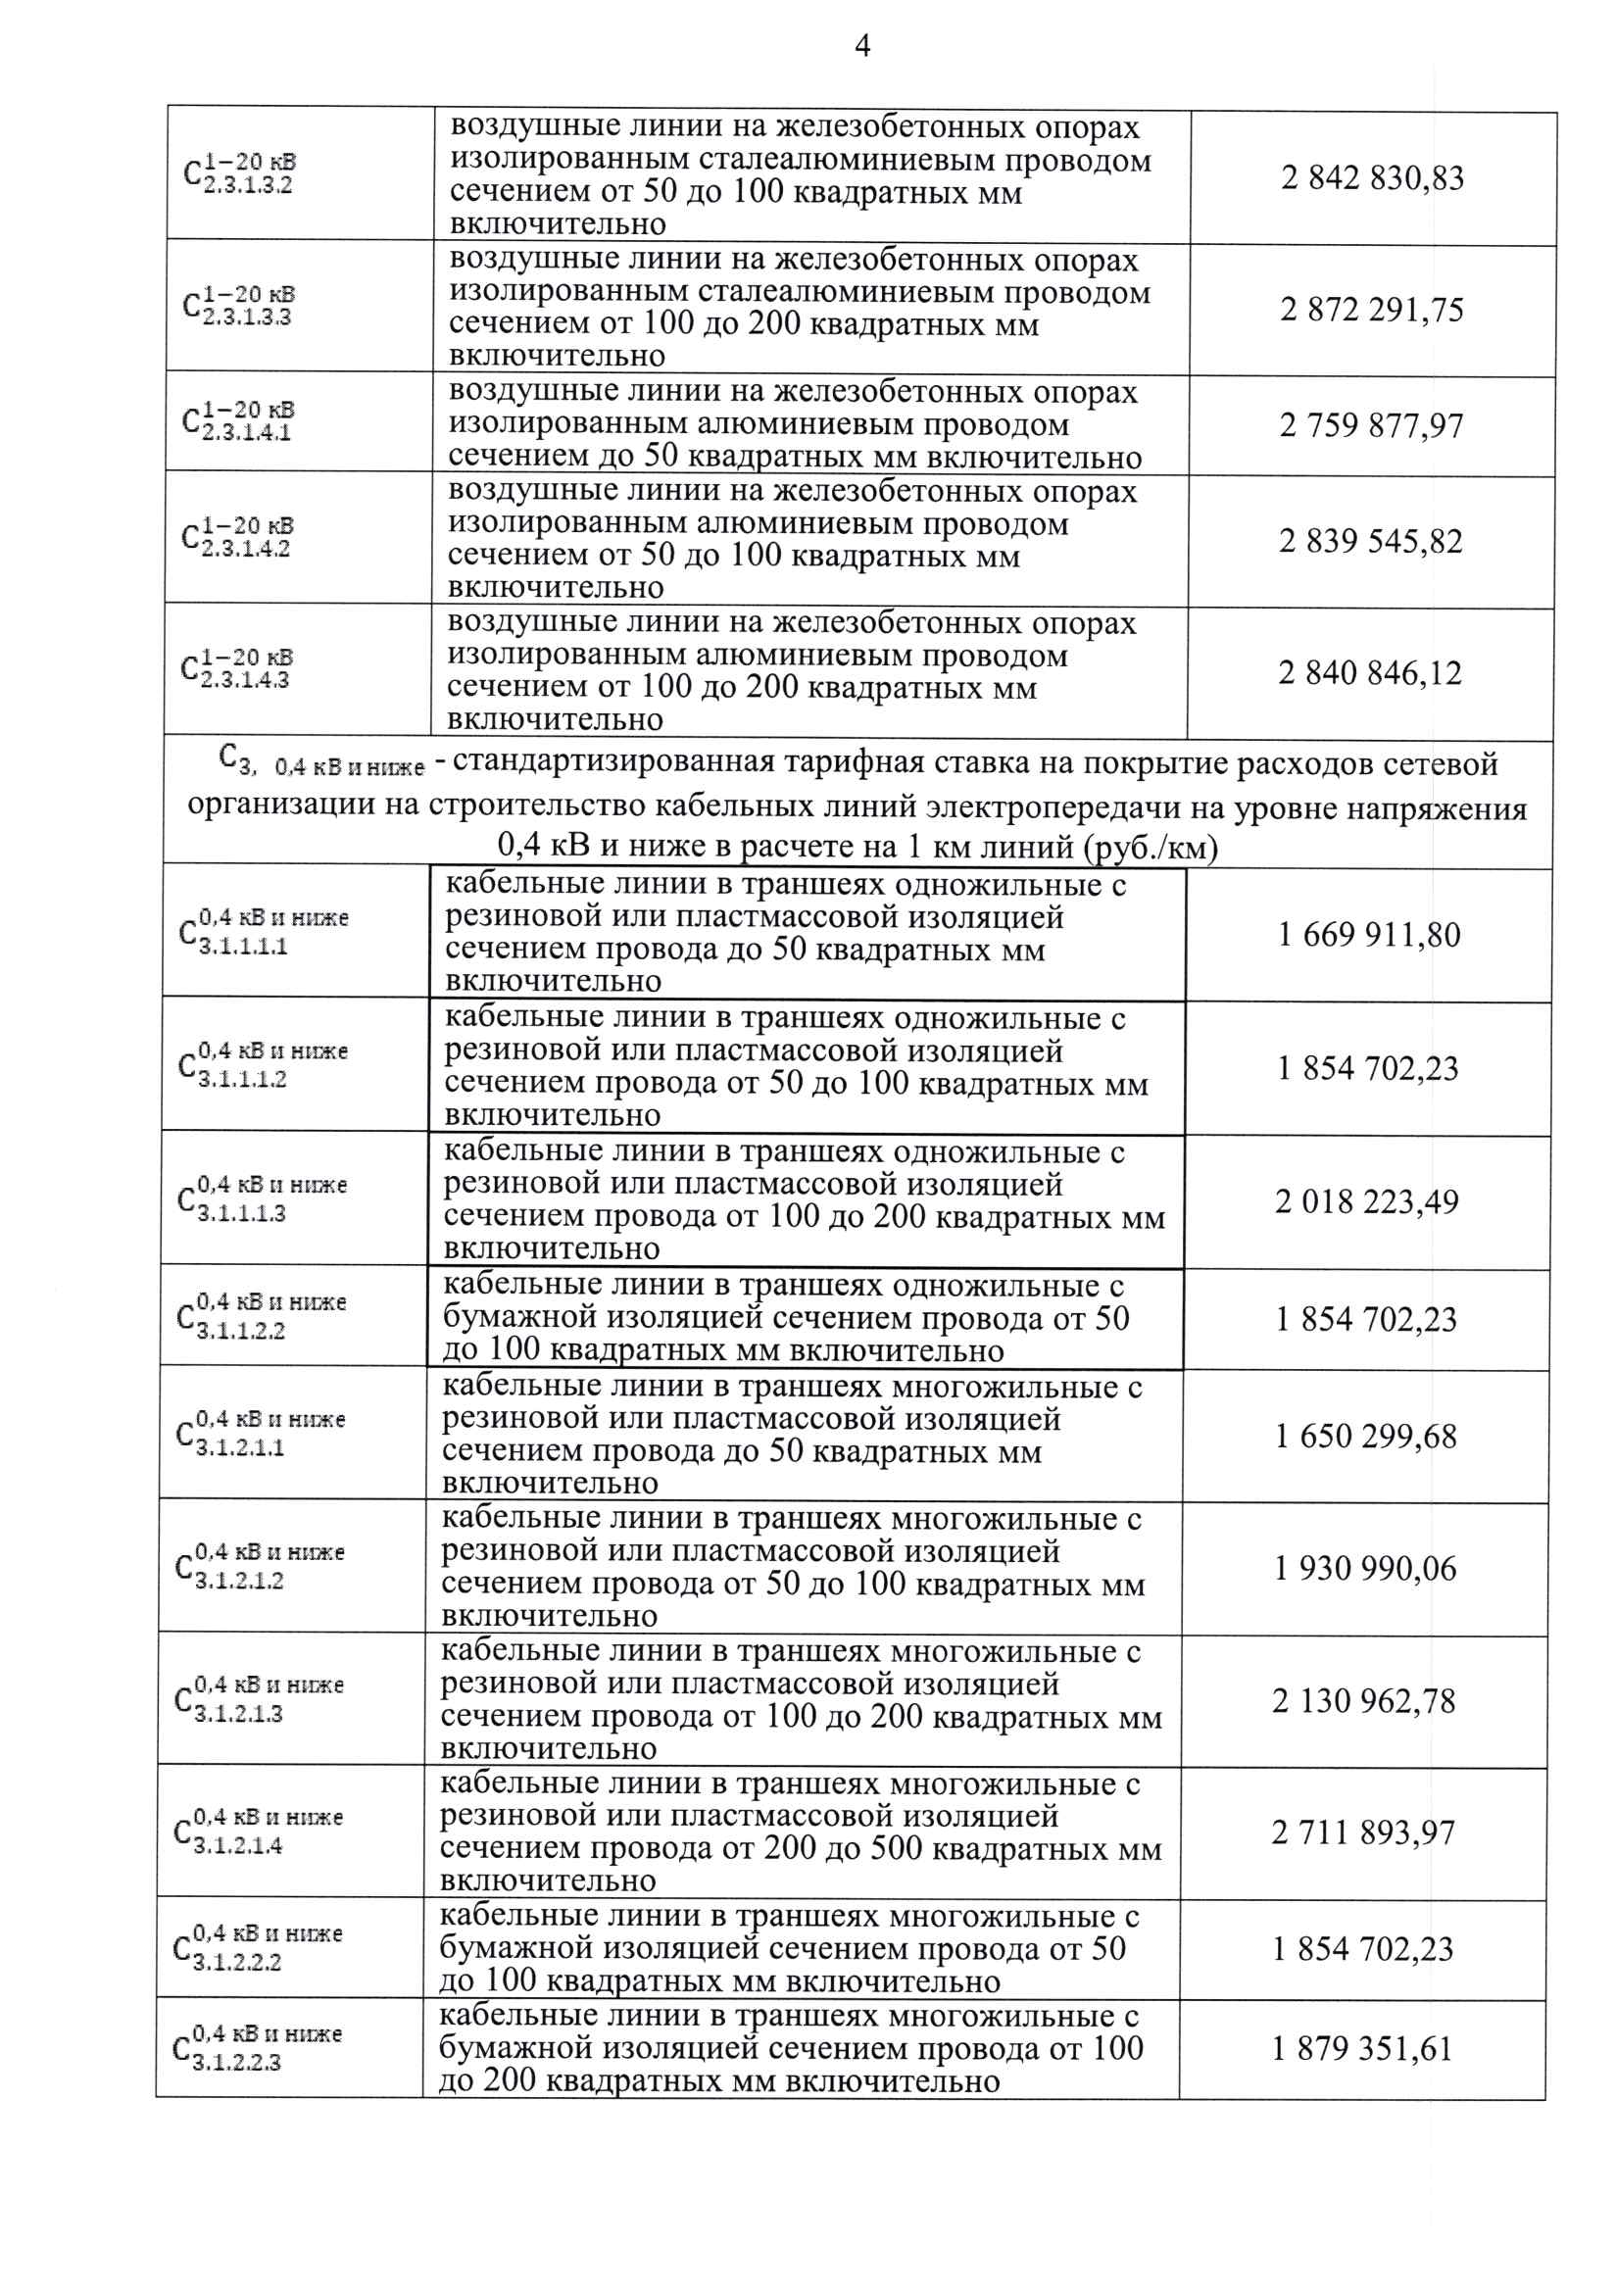 4
С 1–20 кВ 2.3.1.3.2
воздушные линии на железобетонных опорах
изолированным сталеалюминиевым проводом
сечением от 50 до 100 квадратных мм
включительно
2 842 830,83
С 1–20 кВ 2.3.1.3.3
воздушные линии на железобетонных опорах
изолированным сталеалюминиевым проводом
сечением от 100 до 200 квадратных мм
включительно
2 872 291,75
С 1–20 кВ 2.3.1.4.1
воздушные линии на железобетонных опорах
изолированным алюминиевым проводом
сечением до 50 квадратных мм включительно
2 759 877,97
С 1–20 кВ 2.3.1.4.2
воздушные линии на железобетонных опорах
изолированным алюминиевым проводом
сечением от 50 до 100 квадратных мм
включительно
2 839 545,82
С 1–20 кВ 2.3.1.4.3
воздушные линии на железобетонных опорах
изолированным алюминиевым проводом
сечением от 100 до 200 квадратных мм
включительно
2 840 846,12
С 3, 0,4 кВ и ниже - стандартизированная тарифная ставка на покрытие расходов сетевой
организации на строительство кабельных линий электропередачи на уровне напряжения
0,4 кВ и ниже в расчете на 1 км линий (руб./км)
С 0,4 кВ и ниже 3.1.1.1.1
кабельные линии в траншеях одножильные с
резиновой или пластмассовой изоляцией
сечением провода до 50 квадратных мм
включительно
1 669 911,80
С 0,4 кВ и ниже 3.1.1.1.2
кабельные линии в траншеях одножильные с
резиновой или пластмассовой изоляцией
сечением провода от 50 до 100 квадратных мм
включительно
1 854 702,23
С 0,4 кВ и ниже 3.1.1.1.3
кабельные линии в траншеях одножильные с
резиновой или пластмассовой изоляцией
сечением провода от 100 до 200 квадратных мм
включительно
2 018 223,49
С 0,4 кВ и ниже 3.1.1.2.2
кабельные линии в траншеях одножильные с
бумажной изоляцией сечением провода от 50
до 100 квадратных мм включительно
1 854 702,23
С 0,4 кВ и ниже 3.1.2.1.1
кабельные линии в траншеях многожильные с
резиновой или пластмассовой изоляцией
сечением провода до 50 квадратных мм
включительно
1 650 299,68
С 0,4 кВ и ниже 3.1.2.1.2
кабельные линии в траншеях многожильные с
резиновой или пластмассовой изоляцией
сечением провода от 50 до 100 квадратных мм
включительно
1 930 990,06
С 0,4 кВ и ниже 3.1.2.1.3
кабельные линии в траншеях многожильные с
резиновой или пластмассовой изоляцией
сечением провода от 100 до 200 квадратных мм
включительно
2 130 962,78
С 0,4 кВ и ниже 3.1.2.1.4
кабельные линии в траншеях многожильные с
резиновой или пластмассовой изоляцией
сечением провода от 200 до 500 квадратных мм
включительно
2 711 893,97
С 0,4 кВ и ниже 3.1.2.2.2
кабельные линии в траншеях многожильные с
бумажной изоляцией сечением провода от 50
до 100 квадратных мм включительно
1 854 702,23
С 0,4 кВ и ниже 3.1.2.2.3
кабельные линии в траншеях многожильные с
бумажной изоляцией сечением провода от 100
до 200 квадратных мм включительно
1 879 351,61